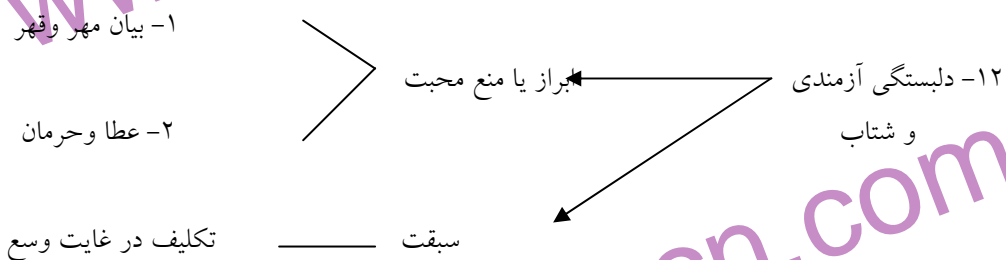 ۱- بیان مهر وقهر
۱۲- دلبستگی آزمندی
ابراز یا منع محبت
و شتاب
۲- عطا وحرمان
سبقت
تکلیف در غایت وسع